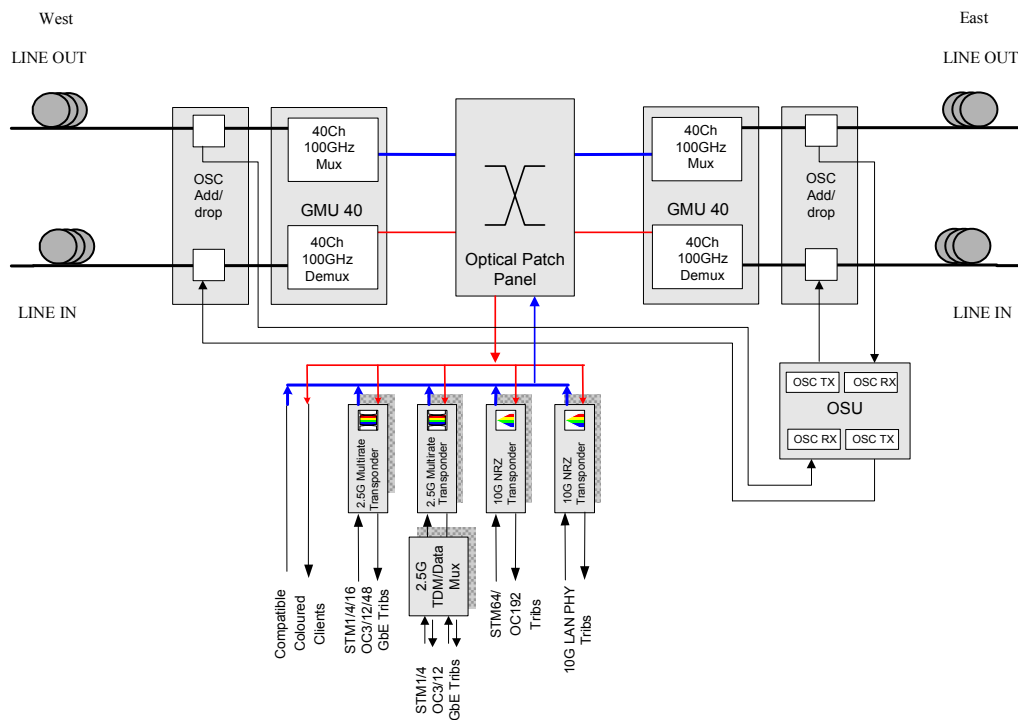 West
East
LINE OUT
LINE OUT
40Ch
100GHz
Mux
40Ch
100GHz
Mux
OSC
Add/
drop
GMU 40
GMU 40
OSC
Add/
drop
40Ch
100GHz
Demux
Optical Patch
Panel
40Ch
100GHz
Demux
LINE IN
LINE IN
OSC TX
OSC RX
OSU
OSC RX
OSC TX
2.5G Multirate
Transponder
2.5G Multirate
Transponder
10G NRZ
Transponder
10G NRZ
Transponder
2.5G
TDM/Data
Mux
Compatible
Coloured
Clients
STM1/4/16
OC3/12/48
GbE Tribs
STM1/4
OC3/12
GbE Tribs
STM64/
OC192
Tribs
10G LAN PHY
Tribs